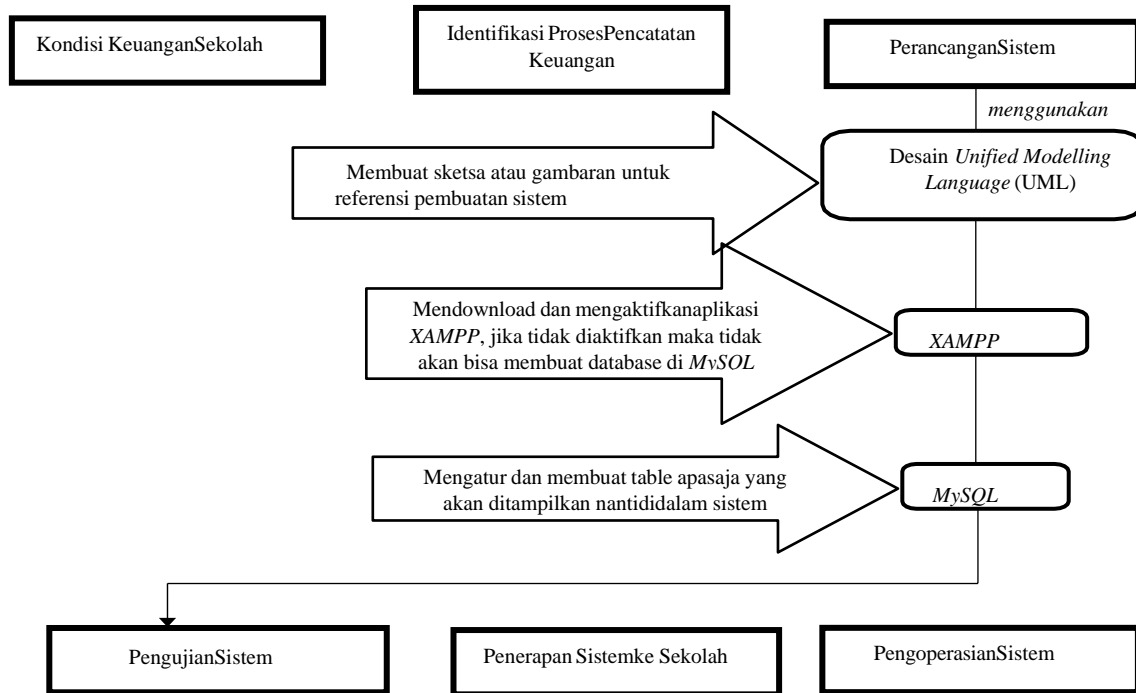 Kondisi KeuanganSekolah
Identifikasi ProsesPencatatan
Keuangan
PerancanganSistem
menggunakan
Desain Unified Modelling
Language (UML)
Membuat sketsa atau gambaran untuk
referensi pembuatan sistem
Mendownload dan mengaktifkanaplikasi
XAMPP, jika tidak diaktifkan maka tidak
akan bisa membuat database di MySQL
XAMPP
Mengatur dan membuat table apasaja yang
akan ditampilkan nantididalam sistem
MySQL
PengujianSistem
Penerapan Sistemke Sekolah
PengoperasianSistem